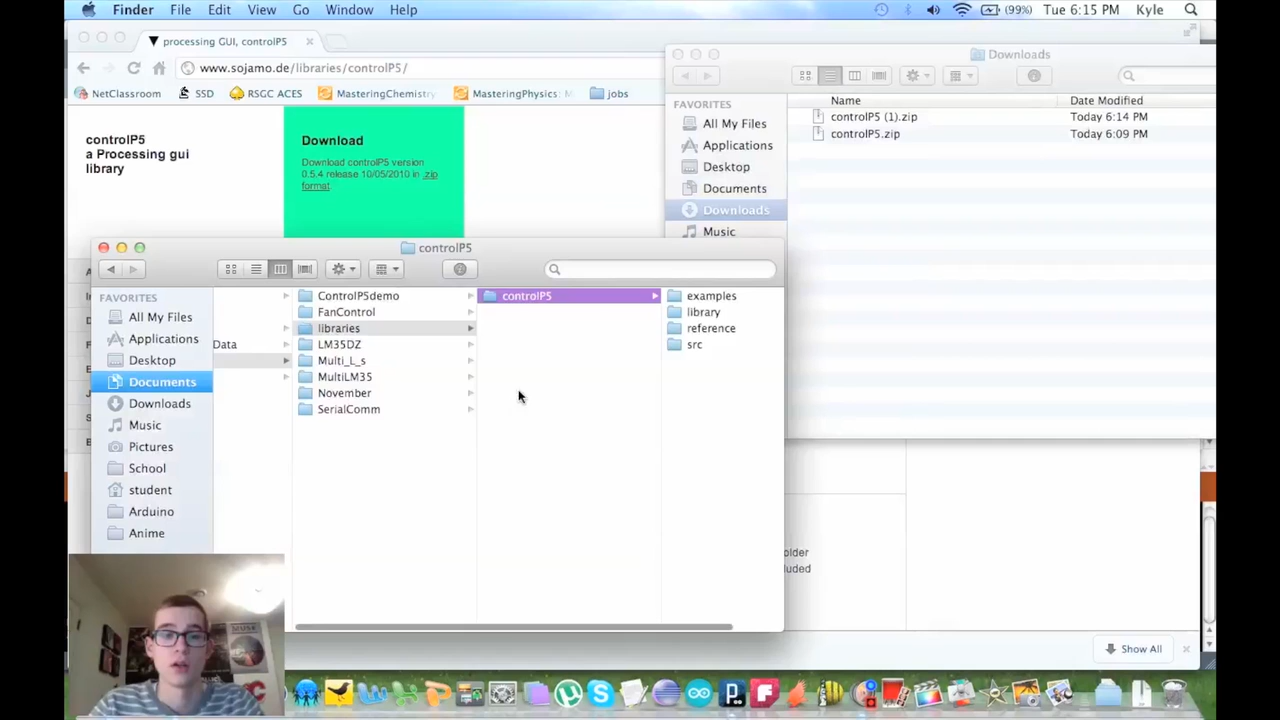 Finder File Edit View Go Window Help
(99%) Tue 6:15 PM Kyle
processing GUI, controlP5
www.sojamo.de/libraries/controlP5/
NetClassroom SSD RSGC ACES MasteringChemistry MasteringPhysics: M jobs
controlP5
a Processing gui
library
Download
Download controlP5 version
0.5.4 release 10/05/2010 in .zip
format.
Downloads
FAVORITES
All My Files
Applications
Desktop
Documents
Downloads
Music
Name Date Modified
controlP5 (1).zip Today 6:14 PM
controlP5.zip Today 6:09 PM
controlP5
FAVORITES
All My Files
Applications
Desktop
Documents
Downloads
Music
Pictures
School
student
Arduino
Anime
Data
ControlP5demo
FanControl
libraries
LM35DZ
Multi_L_s
MultiLM35
November
SerialComm
controlP5
examples
library
reference
src
older
luded
Show All